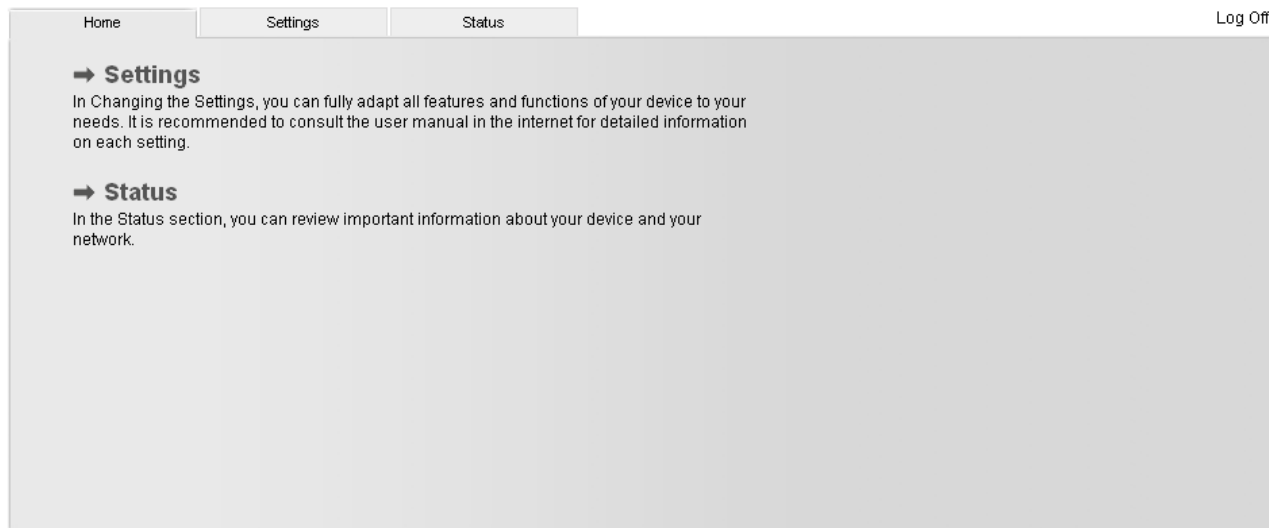 Home Settings Status Log Off
Settings
In Changing the Settings, you can fully adapt all features and functions of your device to your
needs. It is recommended to consult the user manual in the internet for detailed information
on each setting.
Status
In the Status section, you can review important information about your device and your
network.